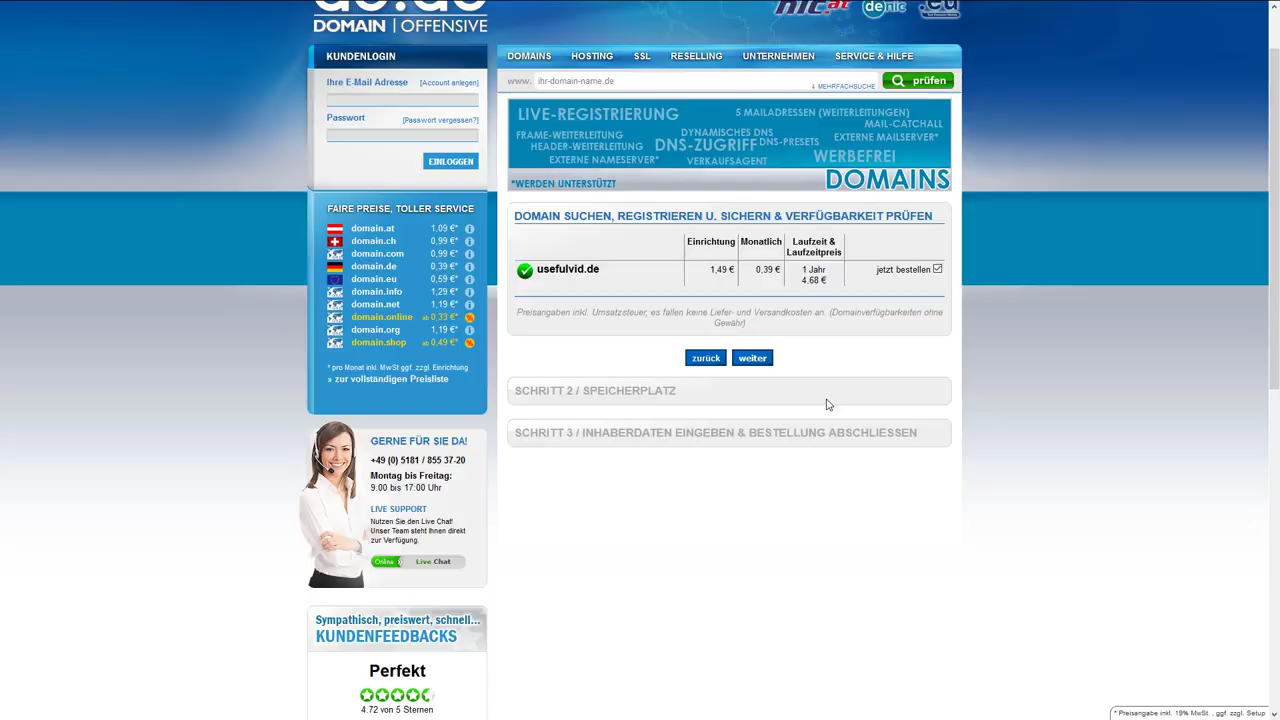 DOMAIN | OFFENSIVE
nic.at
denic
.eu
KUNDENLOGIN
Ihre E-Mail Adresse [Account anlegen]
Passwort [Passwort vergessen?]
EINLOGGEN
FAIRE PREISE, TOLLER SERVICE
domain.at 1,09 €*
domain.ch 0,99 €*
domain.com 0,99 €*
domain.de 0,39 €*
domain.eu 0,59 €*
domain.info 1,29 €*
domain.net 1,19 €*
domain.online ab 0,33 €*
domain.org 1,19 €*
domain.shop ab 0,49 €*
* pro Monat inkl. MwSt ggf. zzgl. Einrichtung
» zur vollständigen Preisliste
GERNE FÜR SIE DA!
+49 (0) 5181 / 855 37-20
Montag bis Freitag:
9:00 bis 17:00 Uhr
LIVE SUPPORT
Nutzen Sie den Live Chat!
Unser Team steht Ihnen direkt
zur Verfügung.
Online Live Chat
Sympathisch, preiswert, schnell...
KUNDENFEEDBACKS
Perfekt
4.72 von 5 Sternen
DOMAINS HOSTING SSL RESELLING UNTERNEHMEN SERVICE & HILFE
www. ihr-domain-name.de
MEHRFACHSUCHE
prüfen
LIVE-REGISTRIERUNG 5 MAILADRESSEN (WEITERLEITUNGEN)
MAIL-CATCHALL
FRAME-WEITERLEITUNG DYNAMISCHES DNS EXTERNE MAILSERVER*
HEADER-WEITERLEITUNG DNS-ZUGRIFF DNS-PRESETS
EXTERNE NAMESERVER* VERKAUFSAGENT WERBEFREI
*WERDEN UNTERSTÜTZT DOMAINS
DOMAIN SUCHEN, REGISTRIEREN U. SICHERN & VERFÜGBARKEIT PRÜFEN
Einrichtung Monatlich Laufzeit &
Laufzeitpreis
usefulvid.de 1,49 € 0,39 € 1 Jahr jetzt bestellen
4.68 €
Preisangaben inkl. Umsatzsteuer, es fallen keine Liefer- und Versandkosten an. (Domainverfügbarkeiten ohne
Gewähr)
zurück weiter
SCHRITT 2 / SPEICHERPLATZ
SCHRITT 3 / INHABERDATEN EINGEBEN & BESTELLUNG ABSCHLIESSEN
* Preisangabe inkl. 19% MwSt. , ggf. zzgl. Setup